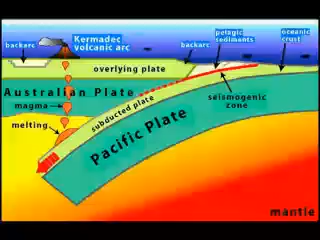 Kermadec
volcanic arc
backarc
backarc
pelagic
sediments
oceanic
crust
overlying plate
Australian Plate
magma
melting
subducted plate
Pacific Plate
seismogenic
zone
mantle